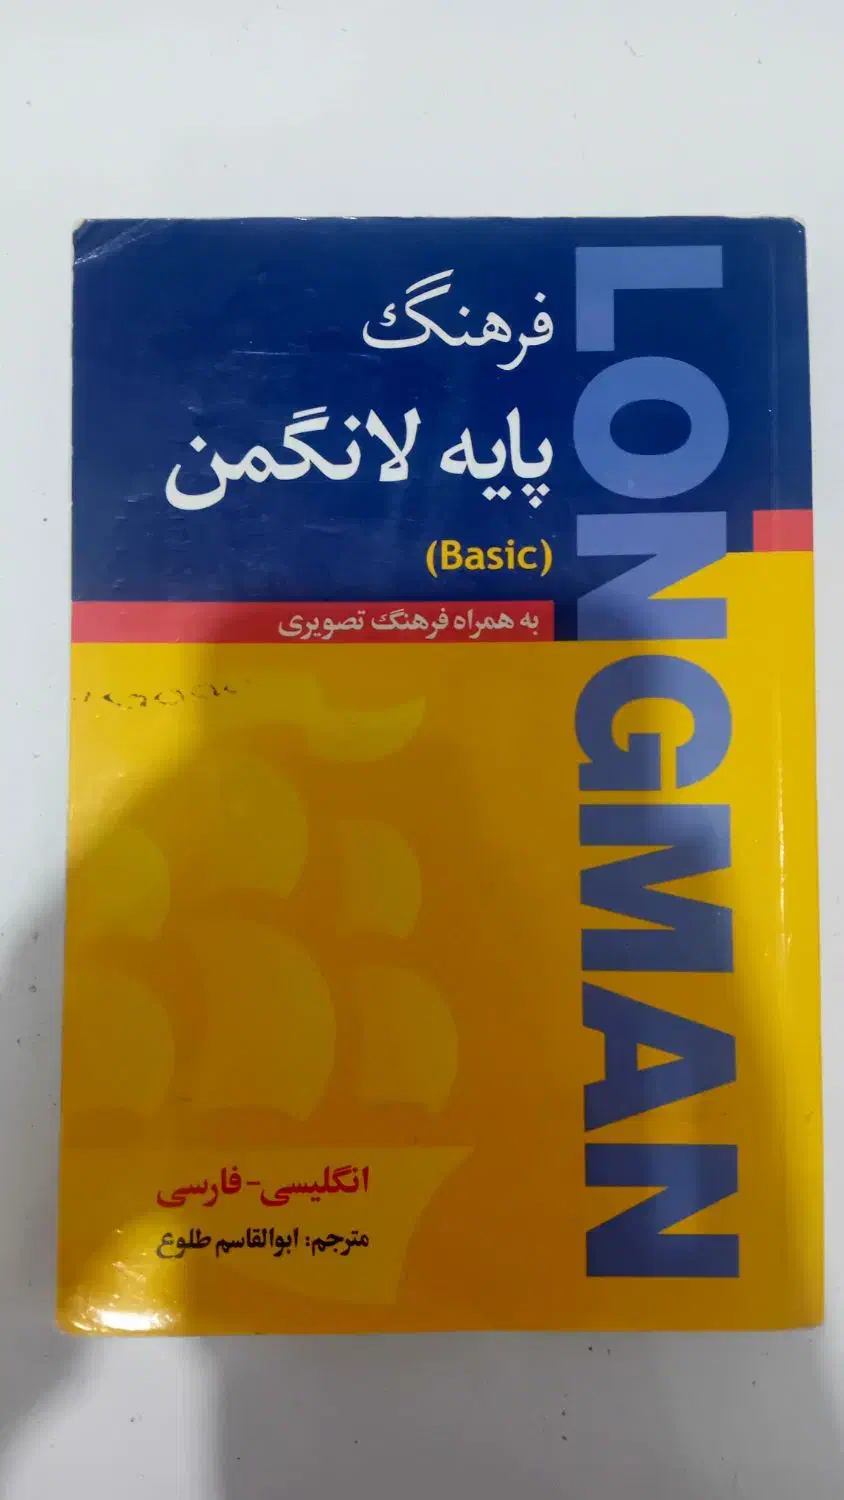 LONGMAN
فرهنگ
پایه لانگمن
(Basic)
به همراه فرهنگ تصویری
انگلیسی - فارسی
مترجم: ابوالقاسم طلوع